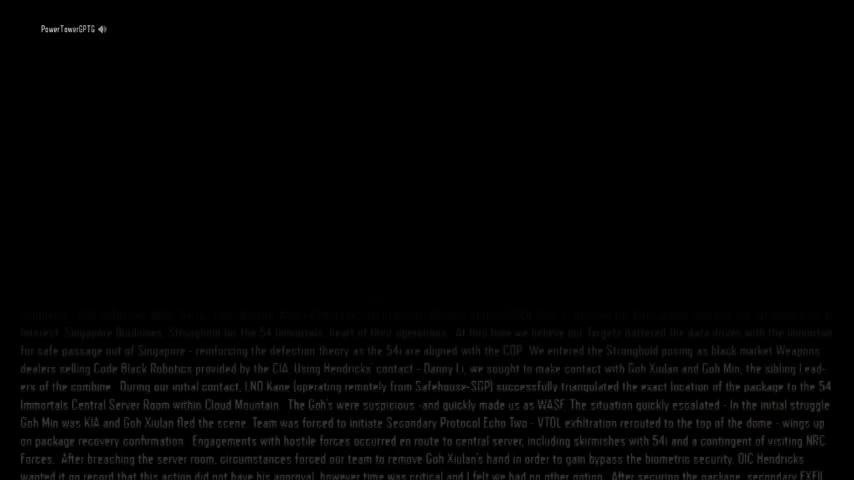 PowerTowerGPTG
Interest: Singapore Biodomes, Stronghold for the 54 Immortals, heart of their operations. At this time we believe our Targets battered the data drives with the immortals
for safe passage out of Singapore - reinforcing the defection theory as the 54i are aligned with the CDP. We entered the Stronghold posing as black market Weapons
dealers selling Code Black Robotics provided by the CIA. Using Hendricks' contact - Danny Li, we sought to make contact with Goh Xiulan and Goh Min, the sibling Lead-
ers of the combine. During our initial contact, LNO Kane (operating remotely from Safehouse-SGP) successfully triangulated the exact location of the package to the 54
Immortals Central Server Room within Cloud Mountain. The Goh's were suspicious -and quickly made us as WASF. The situation quickly escalated - In the initial struggle
Goh Min was KIA and Goh Xiulan fled the scene. Team was forced to initiate Secondary Protocol Echo Two - VTOL exfiltration rerouted to the top of the dome - wings up
on package recovery confirmation. Engagements with hostile forces occurred en route to central server, including skirmishes with 54i and a contingent of visiting NRC
Forces. After breaching the server room, circumstances forced our team to remove Goh Xiulan's hand in order to gain bypass the biometric security. OIC Hendricks
wanted it on record that this action did not have his approval, however time was critical and I felt we had no other option. After securing the package, secondary EXFIL